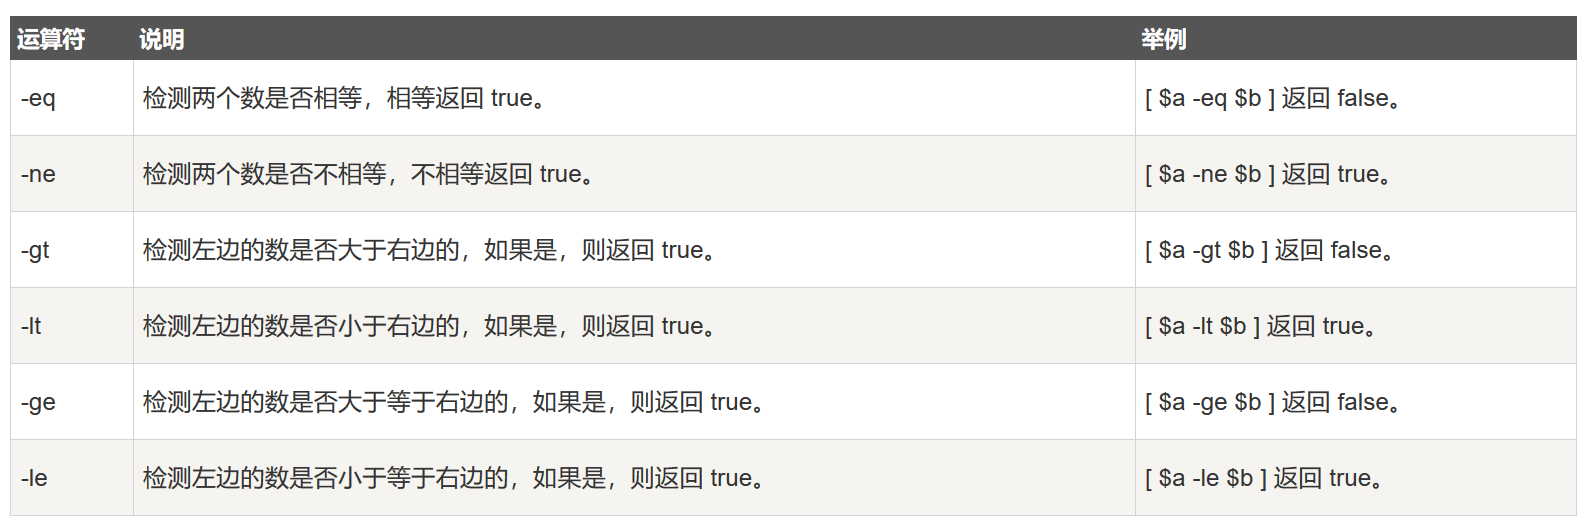 运算符 说明 举例
-eq 检测两个数是否相等，相等返回 true。 [ $a -eq $b ] 返回 false。
-ne 检测两个数是否不相等，不相等返回 true。 [ $a -ne $b ] 返回 true。
-gt 检测左边的数是否大于右边的，如果是，则返回 true。 [ $a -gt $b ] 返回 false。
-lt 检测左边的数是否小于右边的，如果是，则返回 true。 [ $a -lt $b ] 返回 true。
-ge 检测左边的数是否大于等于右边的，如果是，则返回 true。 [ $a -ge $b ] 返回 false。
-le 检测左边的数是否小于等于右边的，如果是，则返回 true。 [ $a -le $b ] 返回 true。